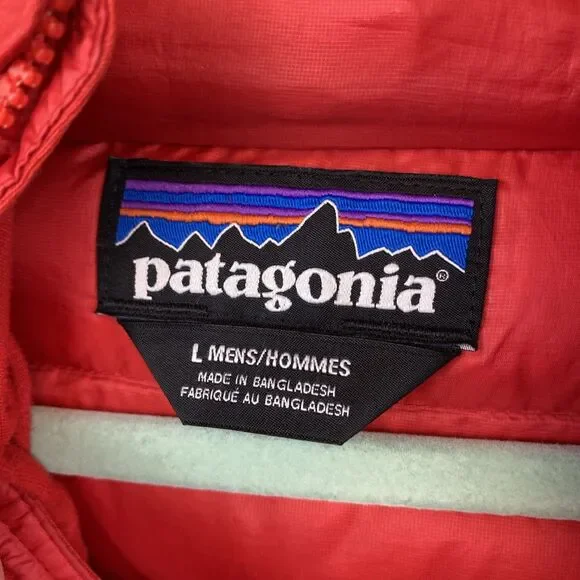 patagonia®
L MENS/HOMMES
MADE IN BANGLADESH
FABRIQUÉ AU BANGLADESH